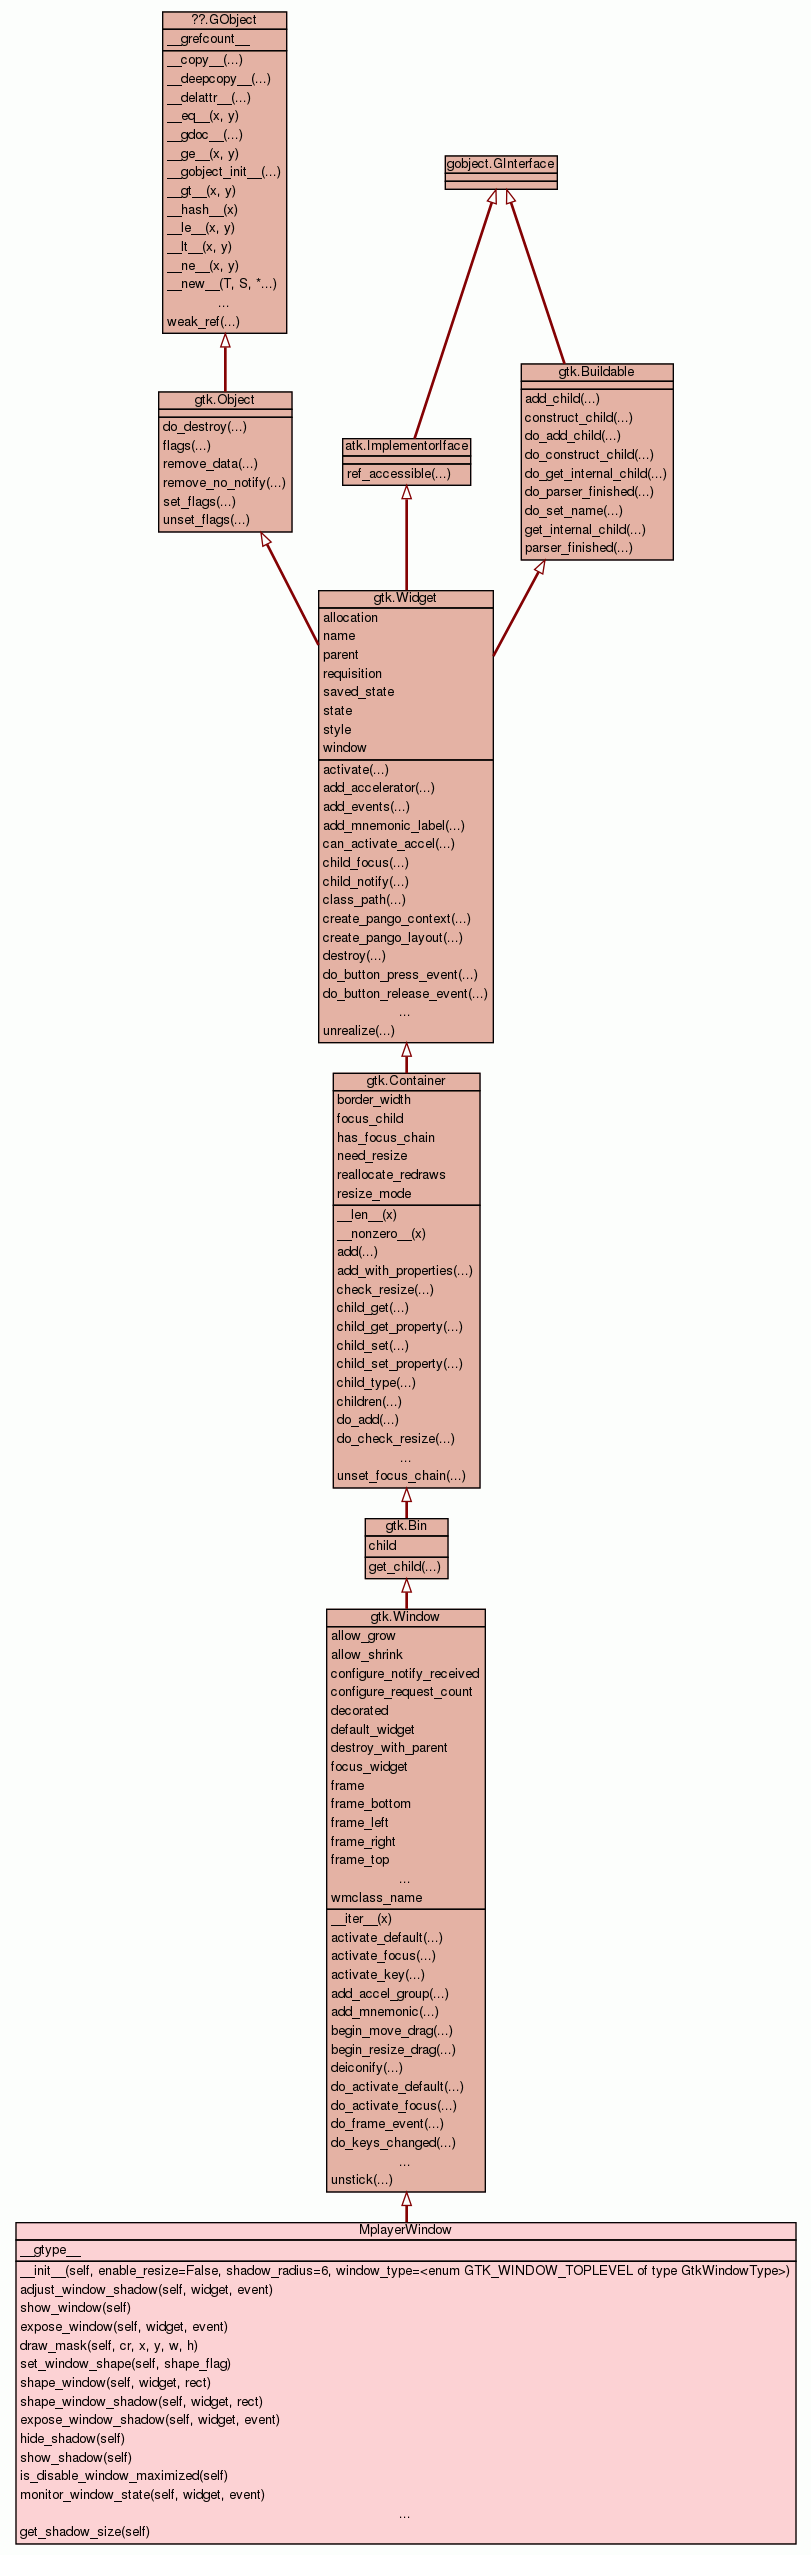 ??.GObject
__grefcount__
__copy__(...)
__deepcopy__(...)
__delattr__(...)
__eq__(x, y)
__gdoc__(...)
__ge__(x, y)
__gobject_init__(...)
__gt__(x, y)
__hash__(x)
__le__(x, y)
__lt__(x, y)
__ne__(x, y)
__new__(T, S, *...)
...
weak_ref(...)
gobject.GInterface
gtk.Object
do_destroy(...)
flags(...)
remove_data(...)
remove_no_notify(...)
set_flags(...)
unset_flags(...)
atk.ImplementorIface
ref_accessible(...)
gtk.Buildable
add_child(...)
construct_child(...)
do_add_child(...)
do_construct_child(...)
do_get_internal_child(...)
do_parser_finished(...)
do_set_name(...)
get_internal_child(...)
parser_finished(...)
gtk.Widget
allocation
name
parent
requisition
saved_state
state
style
window
activate(...)
add_accelerator(...)
add_events(...)
add_mnemonic_label(...)
can_activate_accel(...)
child_focus(...)
child_notify(...)
class_path(...)
create_pango_context(...)
create_pango_layout(...)
destroy(...)
do_button_press_event(...)
do_button_release_event(...)
...
unrealize(...)
gtk.Container
border_width
focus_child
has_focus_chain
need_resize
reallocate_redraws
resize_mode
__len__(x)
__nonzero__(x)
add(...)
add_with_properties(...)
check_resize(...)
child_get(...)
child_get_property(...)
child_set(...)
child_set_property(...)
child_type(...)
children(...)
do_add(...)
do_check_resize(...)
...
unset_focus_chain(...)
gtk.Bin
child
get_child(...)
gtk.Window
allow_grow
allow_shrink
configure_notify_received
configure_request_count
decorated
default_widget
destroy_with_parent
focus_widget
frame
frame_bottom
frame_left
frame_right
frame_top
...
wmclass_name
__iter__(x)
activate_default(...)
activate_focus(...)
activate_key(...)
add_accel_group(...)
add_mnemonic(...)
begin_move_drag(...)
begin_resize_drag(...)
deiconify(...)
do_activate_default(...)
do_activate_focus(...)
do_frame_event(...)
do_keys_changed(...)
...
unstick(...)
MplayerWindow
__gtype__
__init__(self, enable_resize=False, shadow_radius=6, window_type=<enum GTK_WINDOW_TOPLEVEL of type GtkWindowType>)
adjust_window_shadow(self, widget, event)
show_window(self)
expose_window(self, widget, event)
draw_mask(self, cr, x, y, w, h)
set_window_shape(self, shape_flag)
shape_window(self, widget, rect)
shape_window_shadow(self, widget, rect)
expose_window_shadow(self, widget, event)
hide_shadow(self)
show_shadow(self)
is_disable_window_maximized(self)
monitor_window_state(self, widget, event)
...
get_shadow_size(self)